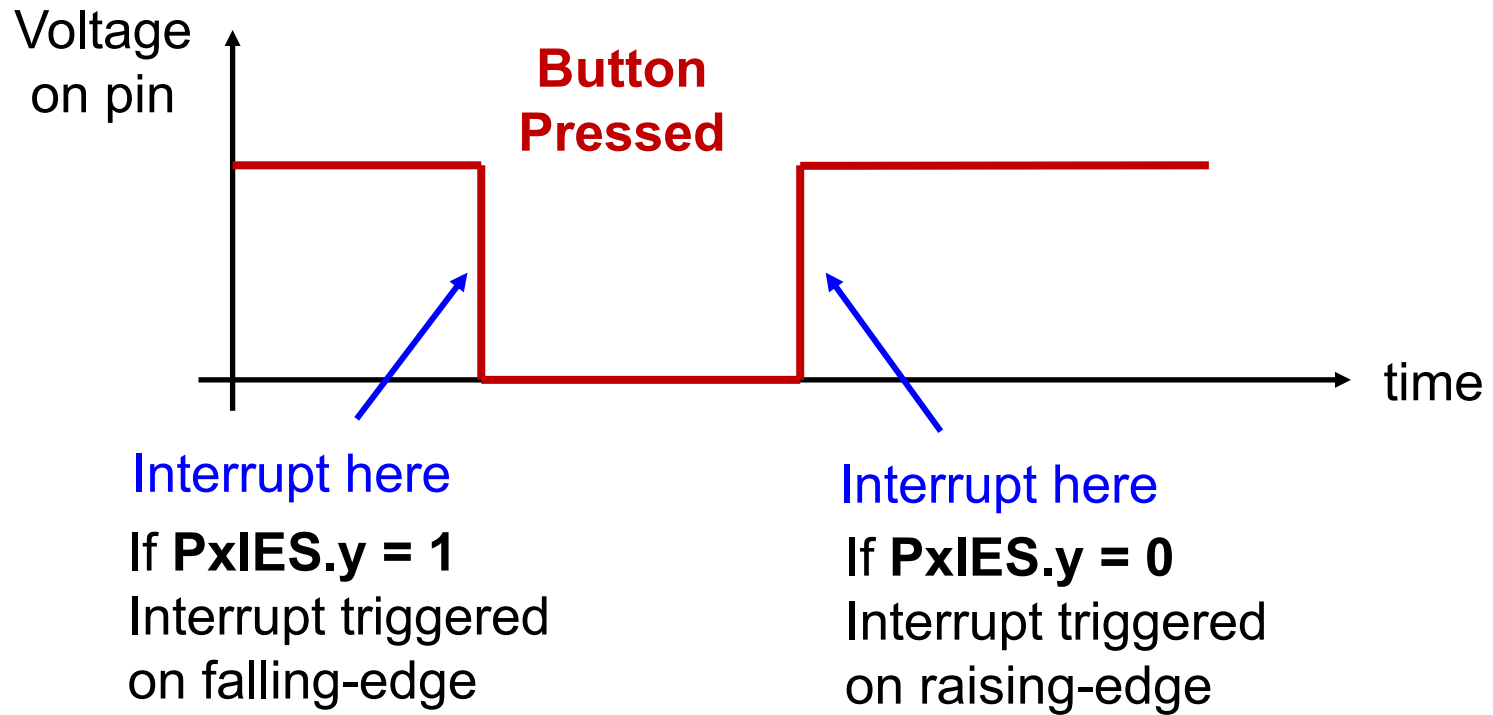 Voltage
on pin
Button
Pressed
time
Interrupt here
If PxIES.y = 1
Interrupt triggered
on falling-edge
Interrupt here
If PxIES.y = 0
Interrupt triggered
on raising-edge